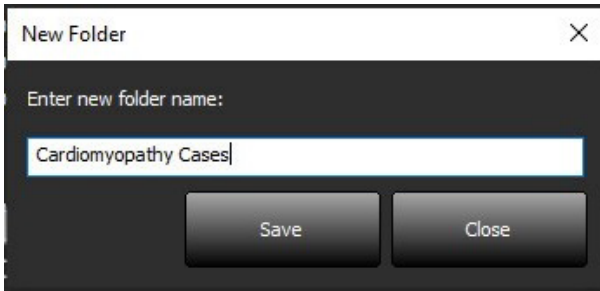 New Folder
Enter new folder name:
Cardiomyopathy Cases
Save Close